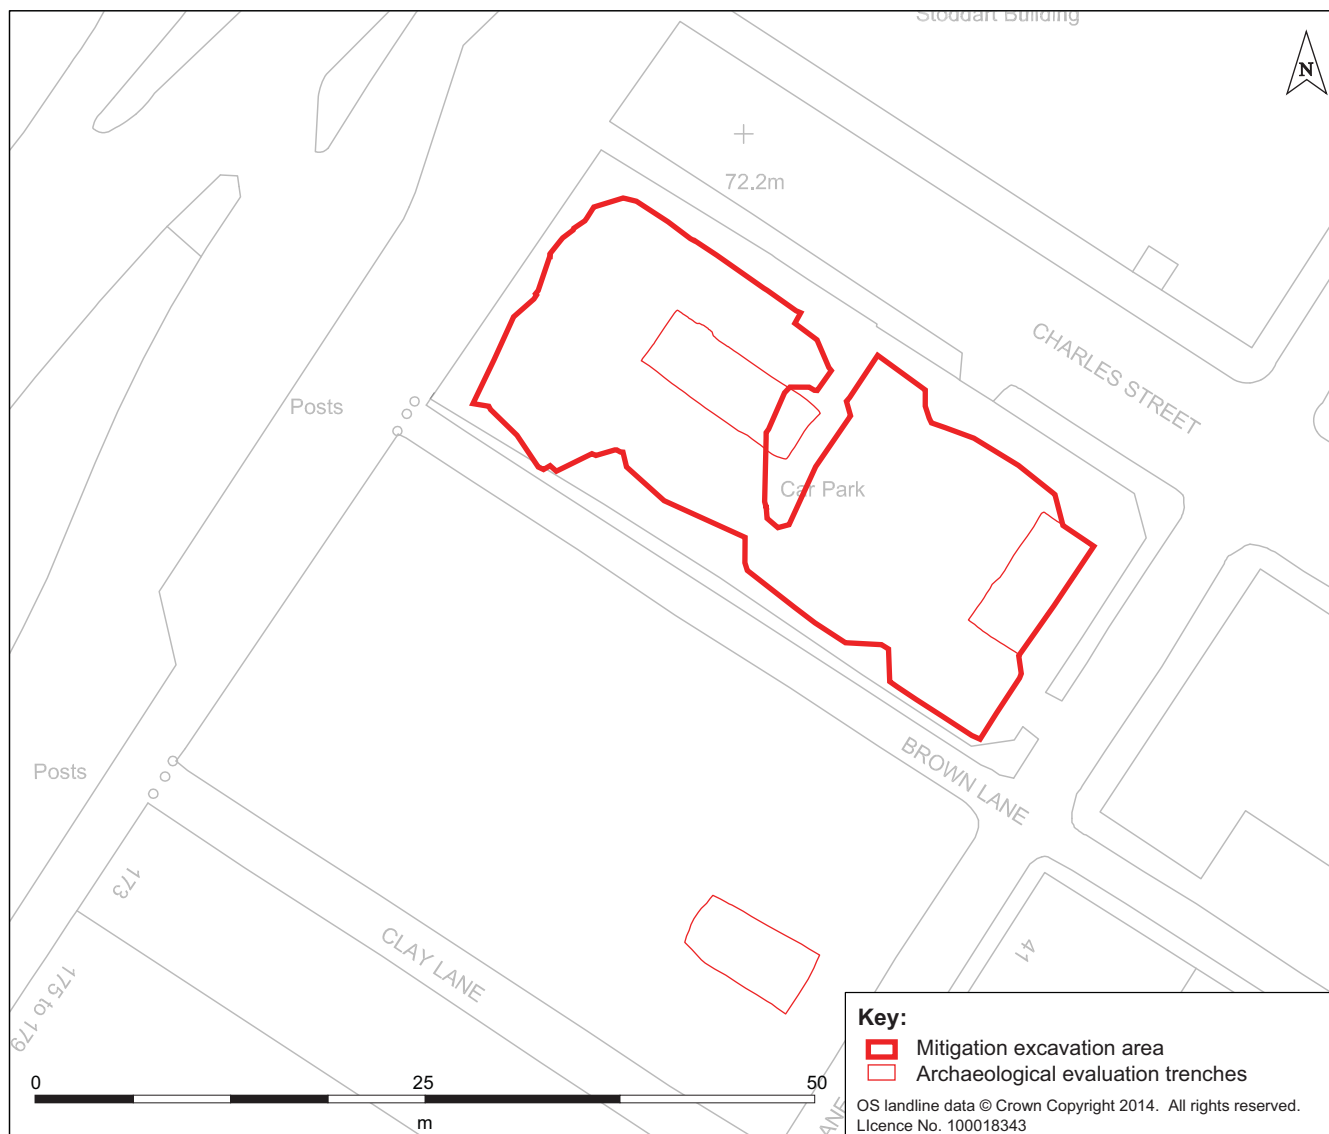 Stoddart Building
N
72.2m
CHARLES STREET
Posts
Car Park
BROWN LANE
Posts
173
CLAY LANE
41
175 to 179
Key:
Mitigation excavation area
Archaeological evaluation trenches
OS landline data © Crown Copyright 2014. All rights reserved.
LIcence No. 100018343
0 25 50
m
ANE